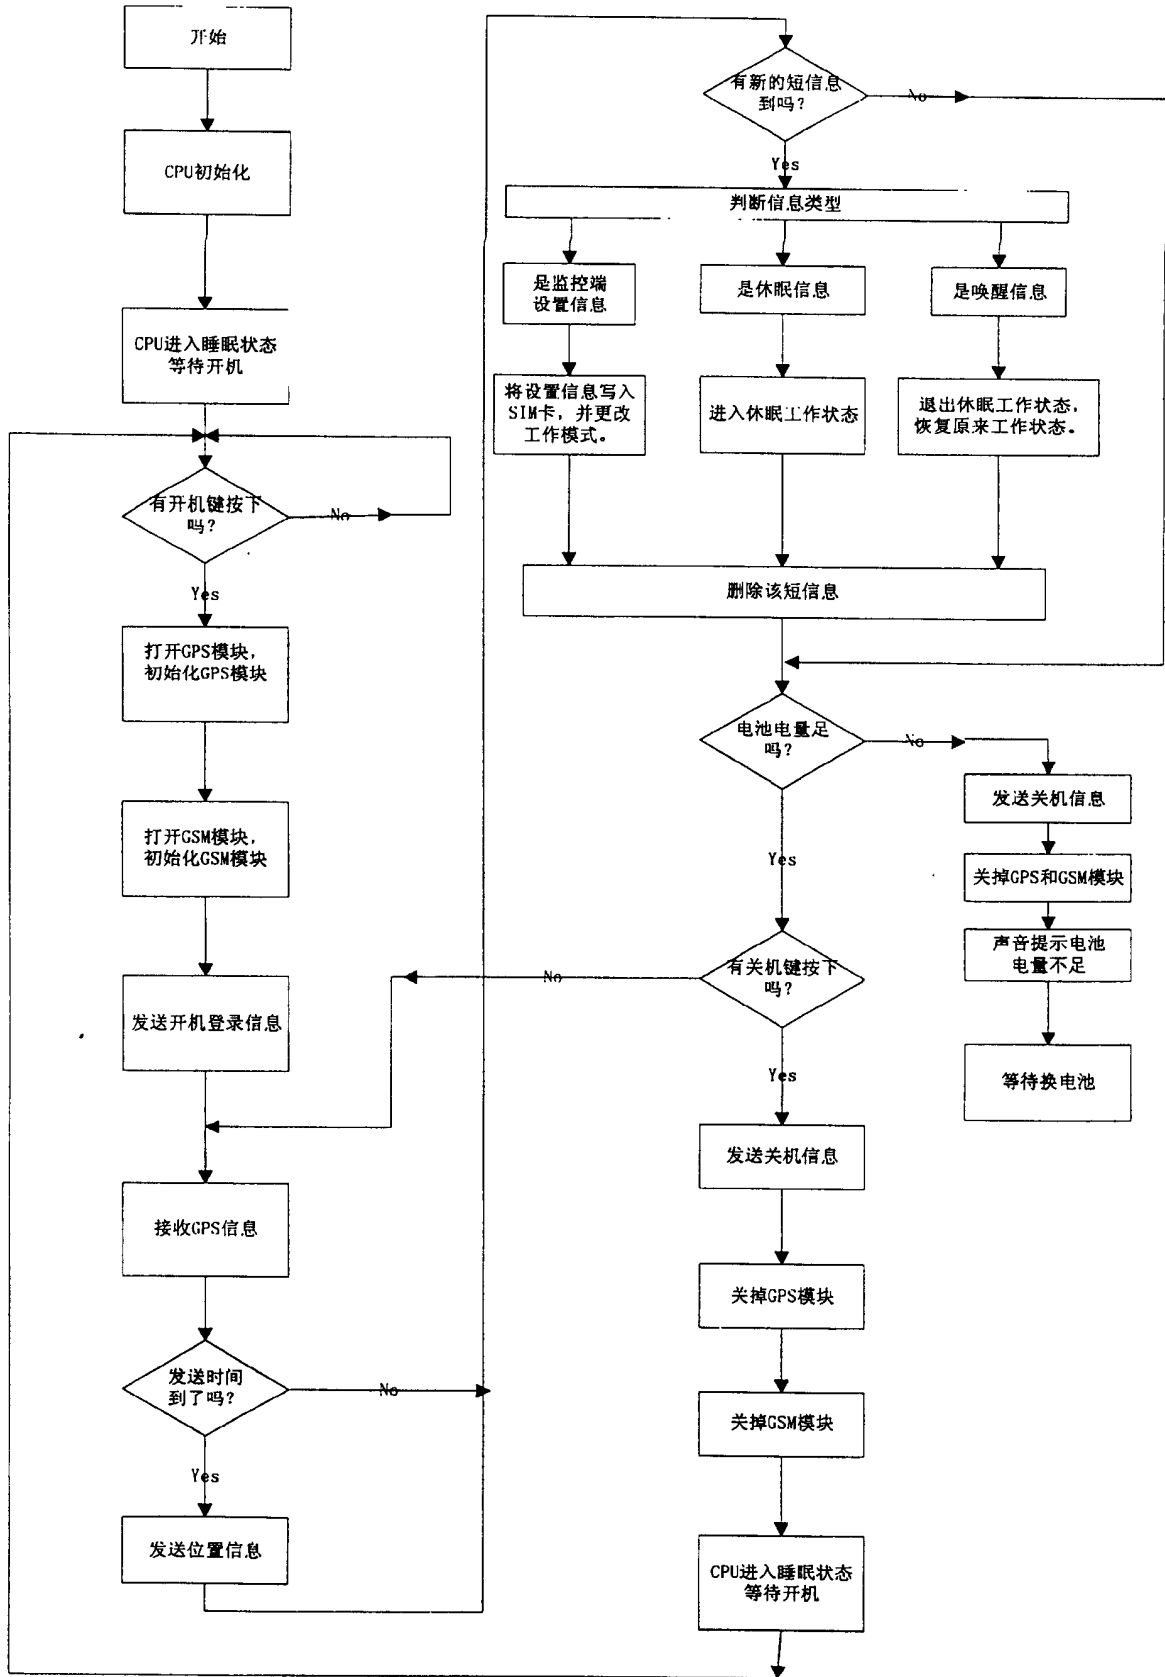 开始
CPU初始化
CPU进入睡眠状态
等待开机
有开机键按下
吗？
No
Yes
打开GPS模块，
初始化GPS模块
打开GSM模块，
初始化GSM模块
发送开机登录信息
接收GPS信息
发送时间
到了吗？
No
Yes
发送位置信息
有新的短信息
到吗？
No
Yes
判断信息类型
是监控端
设置信息
是休眠信息
是唤醒信息
将设置信息写入
SIM卡，并更改
工作模式。
进入休眠工作状态
退出休眠工作状态，
恢复原来工作状态。
删除该短信息
电池电量足
吗？
No
Yes
发送关机信息
关掉GPS和GSM模块
声音提示电池
电量不足
等待换电池
有关机键按下
吗？
No
Yes
发送关机信息
关掉GPS模块
关掉GSM模块
CPU进入睡眠状态
等待开机